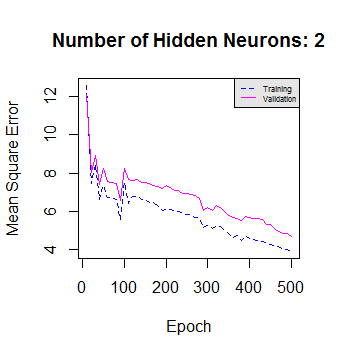 Number of Hidden Neurons: 2
Training
Validation
Mean Square Error
12
10
8
6
4
0 100 200 300 400 500
Epoch